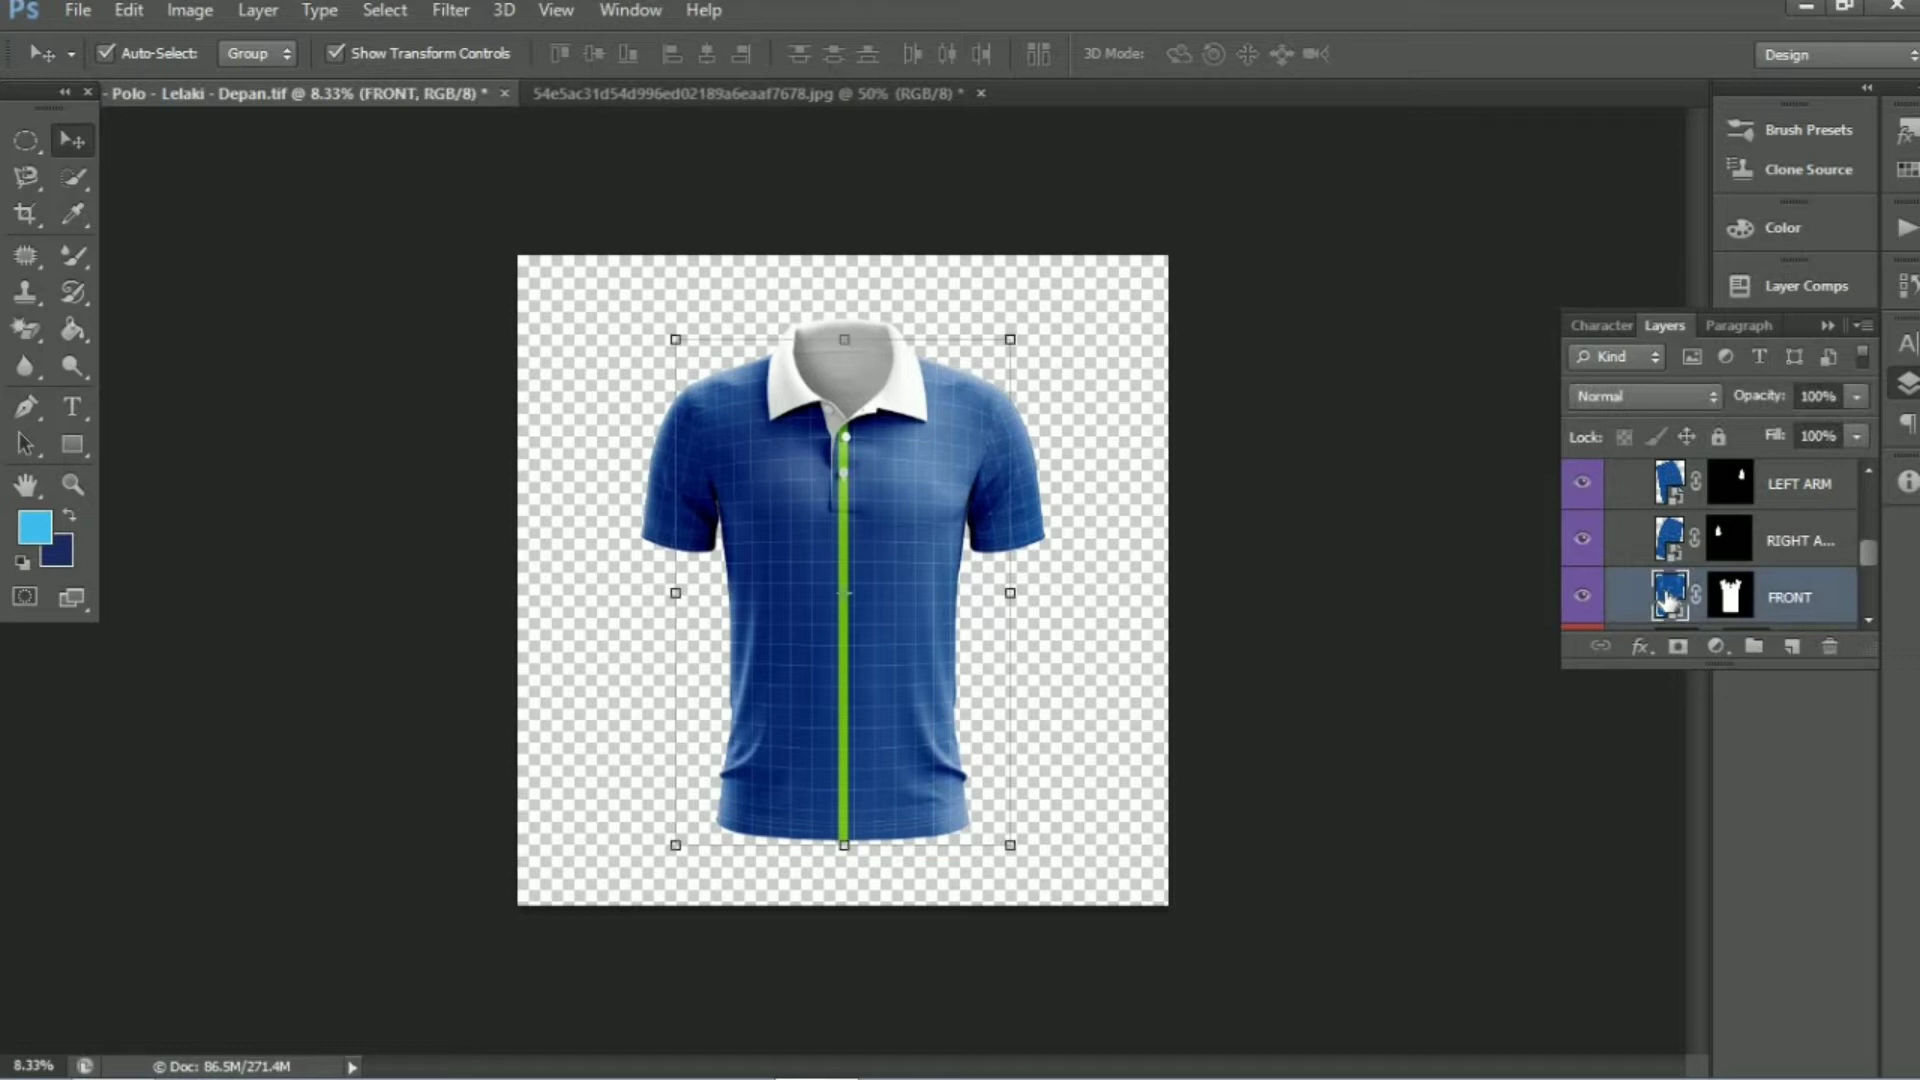 Ps File Edit Image Layer Type Select Filter 3D View Window Help
Auto-Select: Group Show Transform Controls 3D Mode: Design
- Polo - Lelaki - Depan.tif @ 8.33% (FRONT, RGB/8) * × 54e5ac31d54d996ed02189a6eaaf7678.jpg @ 50% (RGB/8) * ×
Brush Presets
Clone Source
Color
Layer Comps
Character Layers Paragraph
Kind
Normal Opacity: 100%
Lock: Fill: 100%
LEFT ARM
RIGHT A...
FRONT
8.33% © Doc: 86.5M/271.4M